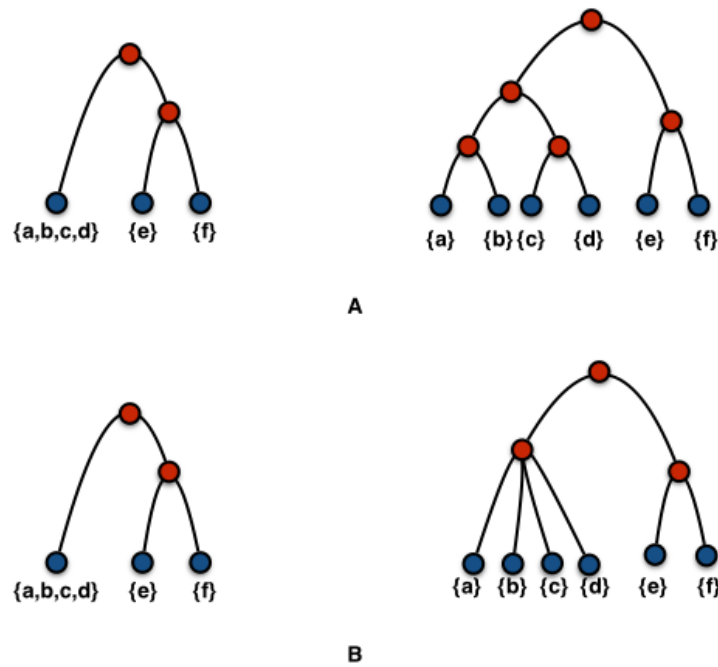 {a,b,c,d} {e} {f} {a} {b} {c} {d} {e} {f}
A
{a,b,c,d} {e} {f} {a} {b} {c} {d} {e} {f}
B